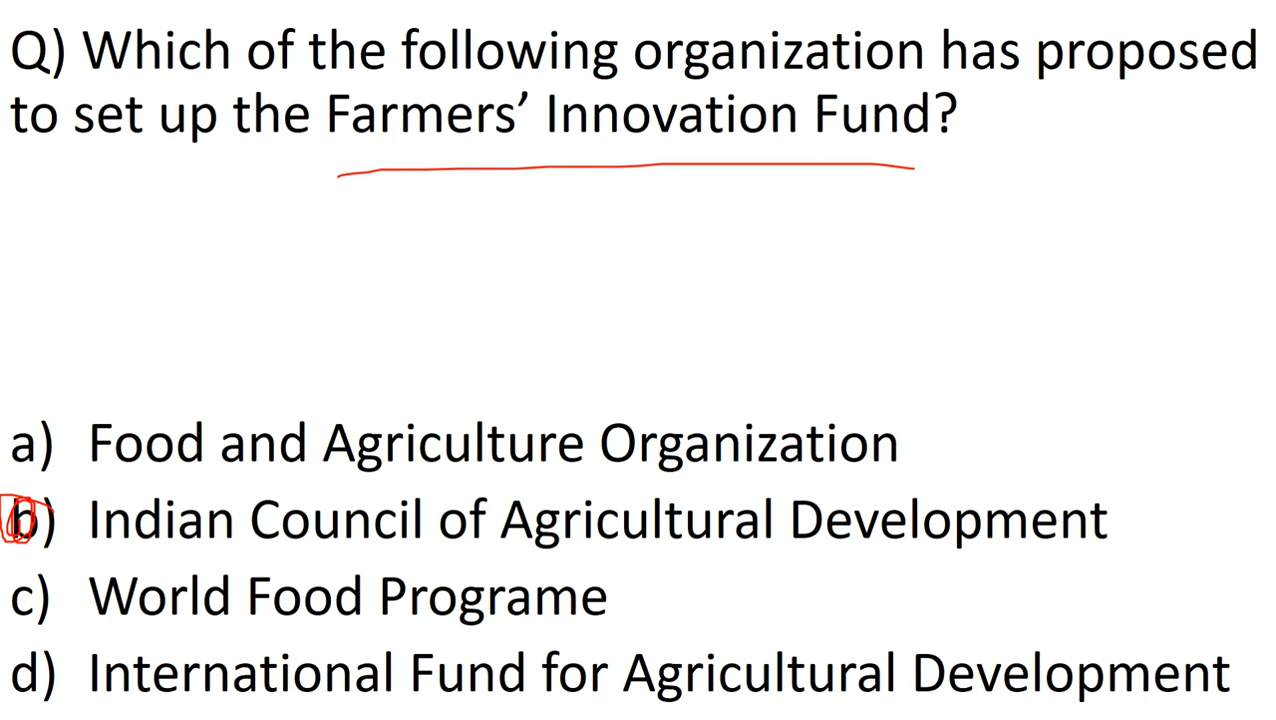 Q) Which of the following organization has proposed
to set up the Farmers’ Innovation Fund?
a) Food and Agriculture Organization
b) Indian Council of Agricultural Development
c) World Food Programe
d) International Fund for Agricultural Development